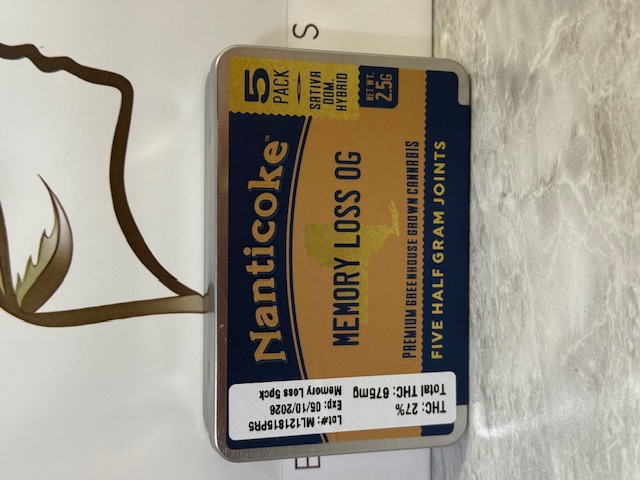 5
PACK
SATIVA
DOM.
HYBRID
NET WT.
2.5G
Nanticoke™
MEMORY LOSS OG
PREMIUM GREENHOUSE GROWN CANNABIS
FIVE HALF GRAM JOINTS
Lot#: ML121815PR5
Exp: 05/10/2026
Memory Loss 5pck
THC: 27%
Total THC: 675mg
S